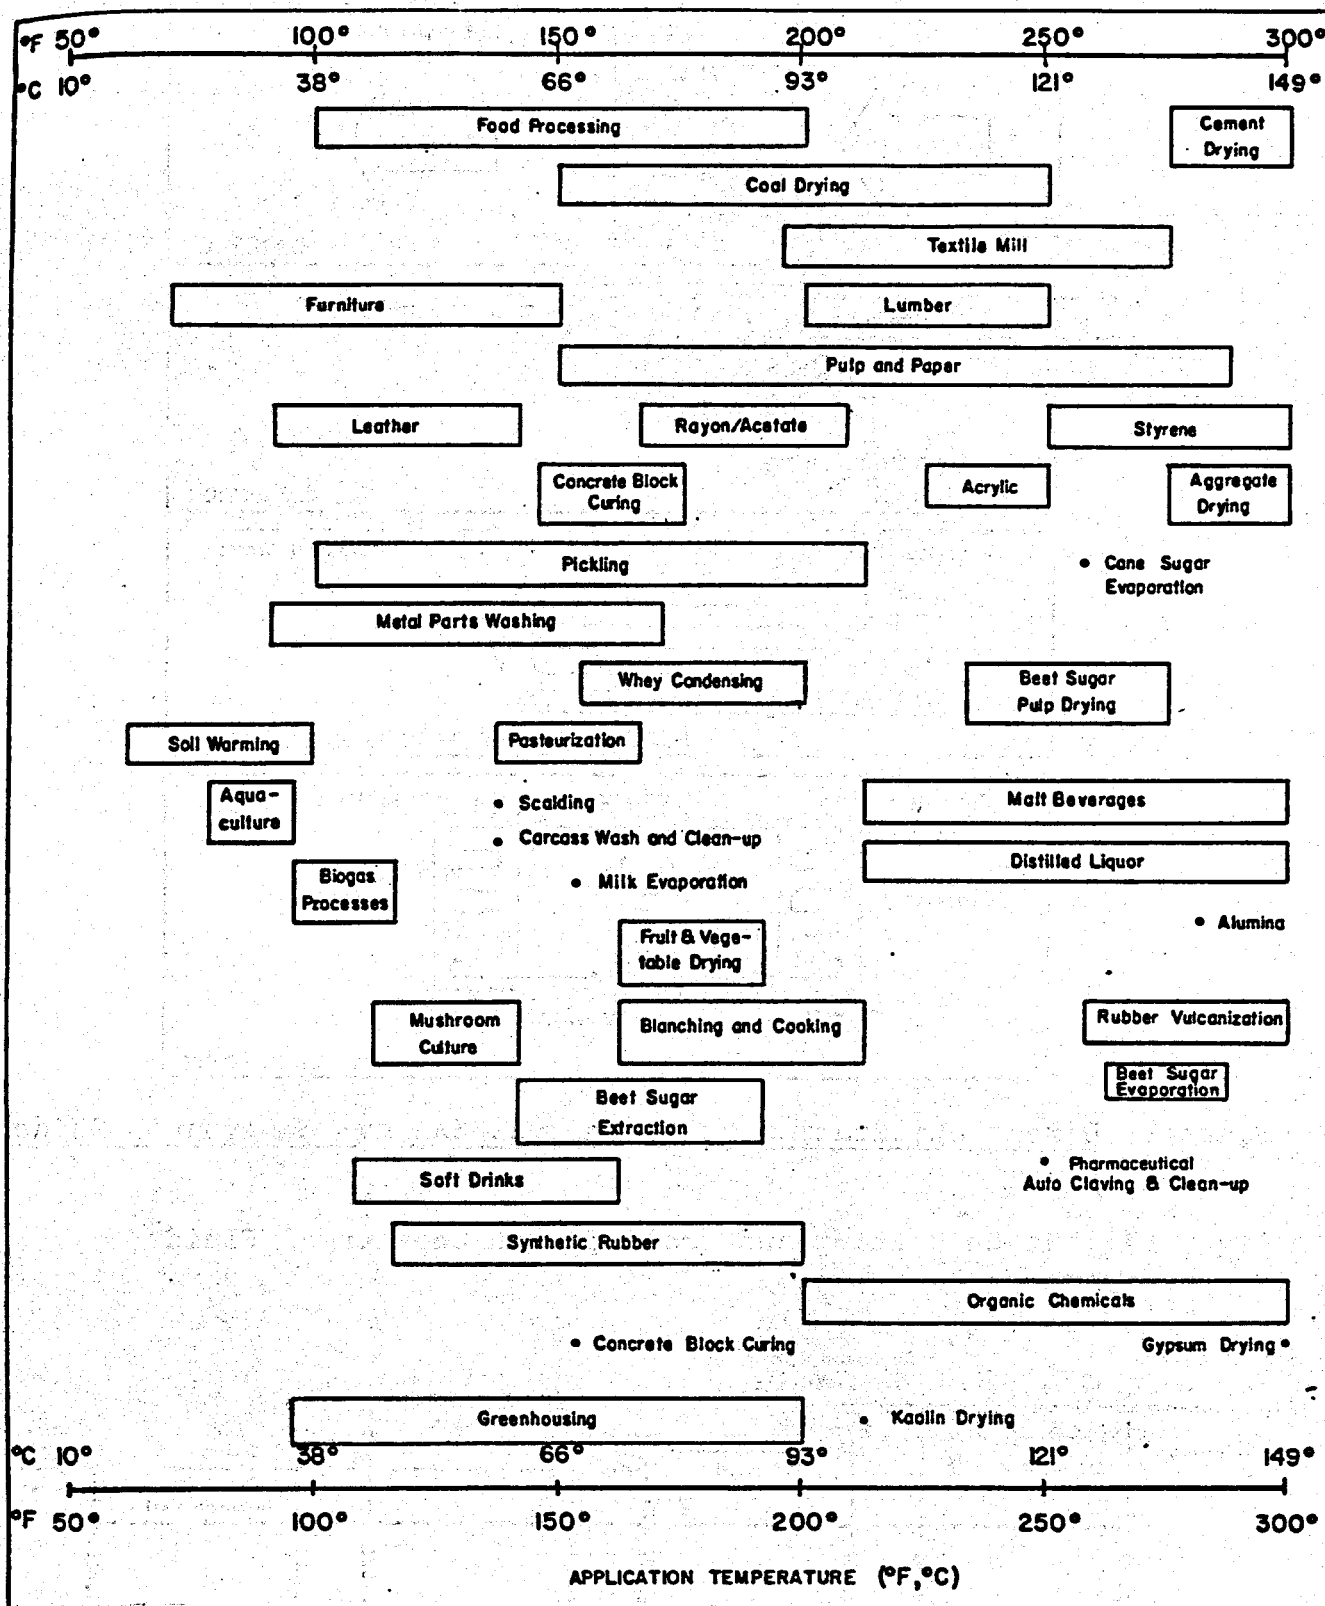 °F 50° 100° 150° 200° 250° 300°
°C 10° 38° 66° 93° 121° 149°
Food Processing
Cement
Drying
Coal Drying
Textile Mill
Furniture
Lumber
Pulp and Paper
Leather
Rayon/Acetate
Styrene
Concrete Block
Curing
Acrylic
Aggregate
Drying
Pickling
• Cane Sugar
Evaporation
Metal Parts Washing
Whey Condensing
Beet Sugar
Pulp Drying
Soil Warming
Pasteurization
Aqua-
culture
• Scalding
Malt Beverages
• Carcass Wash and Clean-up
Distilled Liquor
Biogas
Processes
• Milk Evaporation
• Alumina
Fruit & Vege-
table Drying
Mushroom
Culture
Blanching and Cooking
Rubber Vulcanization
Beet Sugar
Evaporation
Beet Sugar
Extraction
• Pharmaceutical
Auto Claving & Clean-up
Soft Drinks
Synthetic Rubber
Organic Chemicals
• Concrete Block Curing
Gypsum Drying •
Greenhousing
• Kaolin Drying
°C 10° 38° 66° 93° 121° 149°
°F 50° 100° 150° 200° 250° 300°
APPLICATION TEMPERATURE (°F,°C)